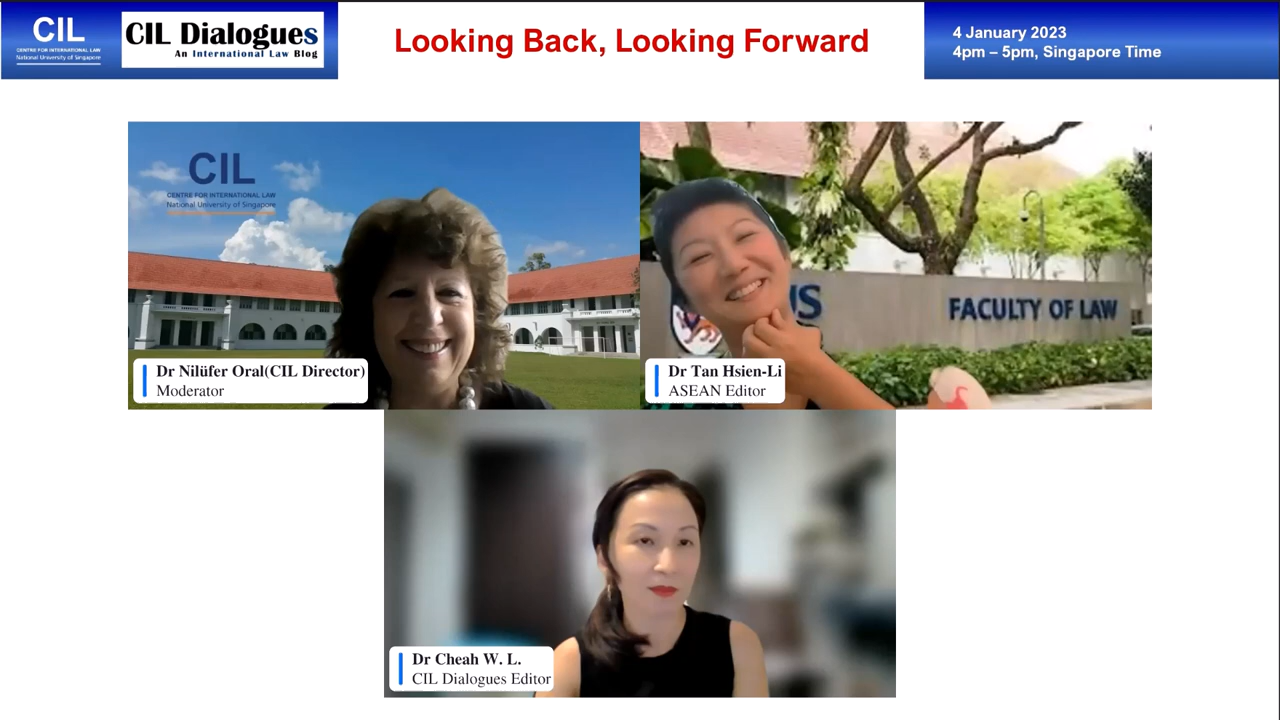 CIL
CENTRE FOR INTERNATIONAL LAW
National University of Singapore
CIL Dialogues
An International Law Blog
Looking Back, Looking Forward
4 January 2023
4pm – 5pm, Singapore Time
CIL
CENTRE FOR INTERNATIONAL LAW
National University of Singapore
Dr Nilüfer Oral(CIL Director)
Moderator
US
FACULTY OF LAW
Dr Tan Hsien-Li
ASEAN Editor
Dr Cheah W. L.
CIL Dialogues Editor